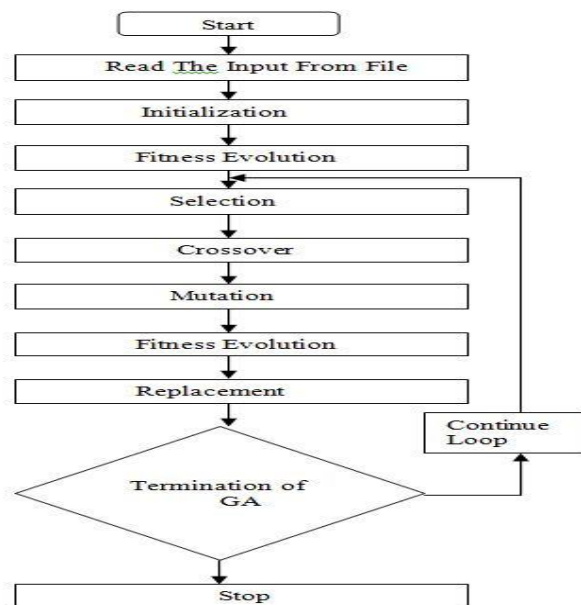 Start
Read The Input From File
Initialization
Fitness Evolution
Selection
Crossover
Mutation
Fitness Evolution
Replacement
Continue
Loop
Termination of
GA
Stop